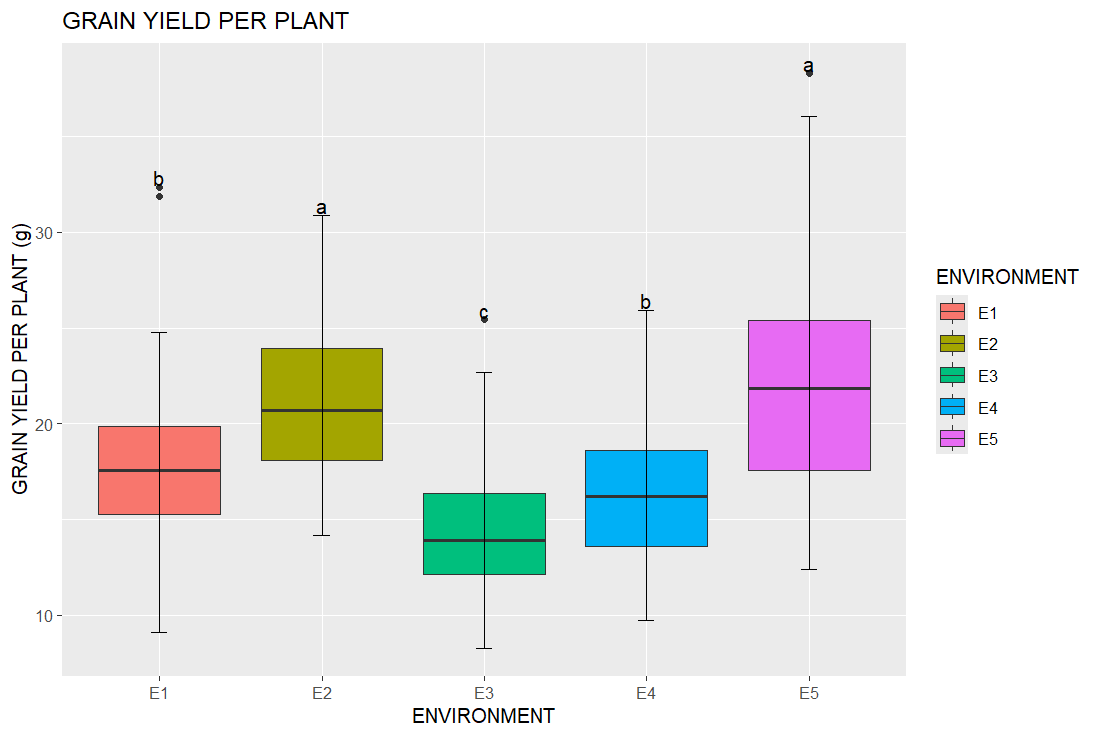 GRAIN YIELD PER PLANT
GRAIN YIELD PER PLANT (g)
30
20
10
b
a
c
b
a
E1
E2
E3
E4
E5
ENVIRONMENT
ENVIRONMENT
E1
E2
E3
E4
E5